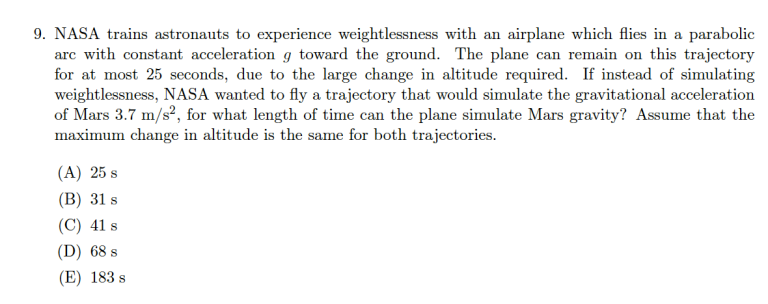 9. NASA trains astronauts to experience weightlessness with an airplane which flies in a parabolic
arc with constant acceleration g toward the ground. The plane can remain on this trajectory
for at most 25 seconds, due to the large change in altitude required. If instead of simulating
weightlessness, NASA wanted to fly a trajectory that would simulate the gravitational acceleration
of Mars 3.7 m/s², for what length of time can the plane simulate Mars gravity? Assume that the
maximum change in altitude is the same for both trajectories.
(A) 25 s
(B) 31 s
(C) 41 s
(D) 68 s
(E) 183 s